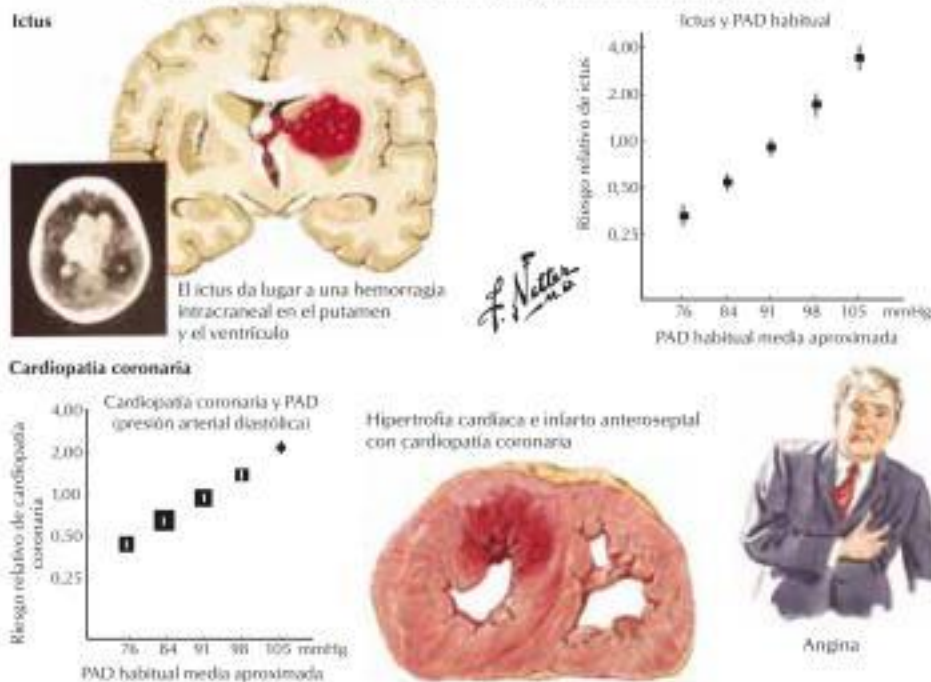 Ictus
El ictus da lugar a una hemorragia
intracraneal en el putamen
y el ventrículo
F. Netter
M.D.
Ictus y PAD habitual
Riesgo relativo de ictus
4,00
2,00
1,00
0,50
0,25
76 84 91 98 105 mmHg
PAD habitual media aproximada
Cardiopatía coronaria
Cardiopatía coronaria y PAD
(presión arterial diastólica)
Riesgo relativo de cardiopatía
coronaria
4,00
2,00
1,00
0,50
0,25
76 84 91 98 105 mmHg
PAD habitual media aproximada
Hipertrofia cardíaca e infarto anteroseptal
con cardiopatía coronaria
Angina